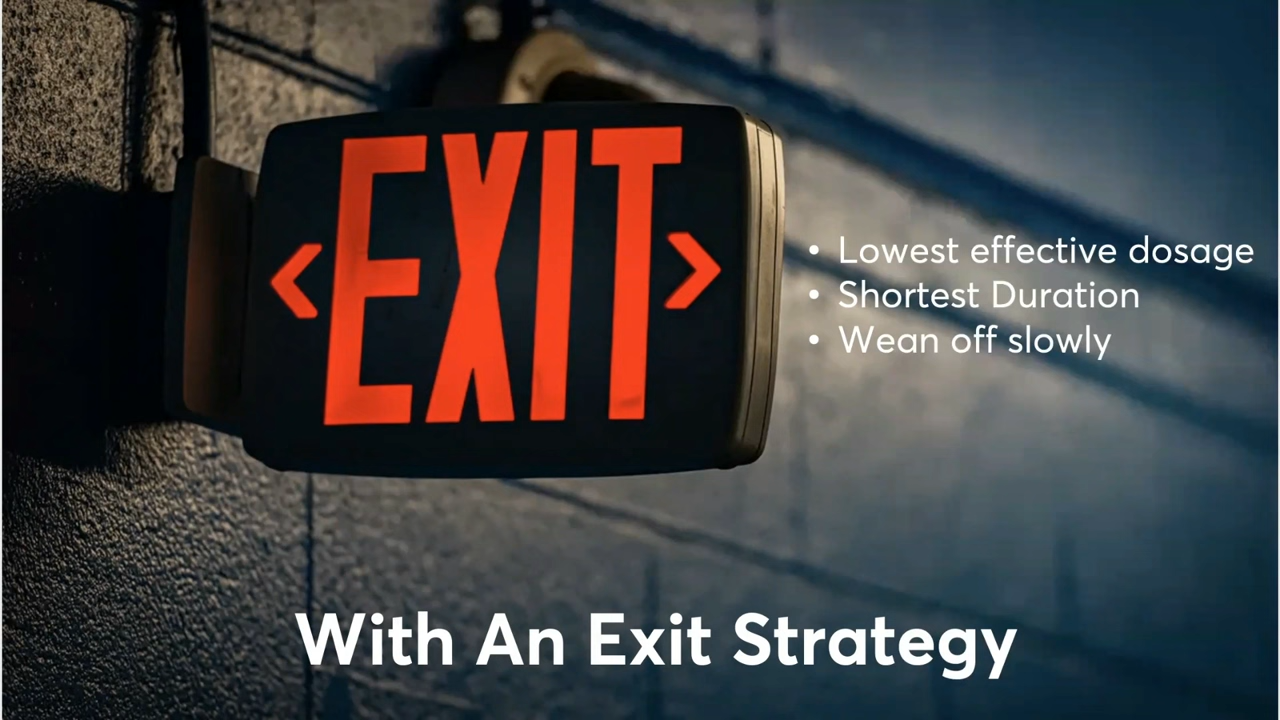 < EXIT >
• Lowest effective dosage
• Shortest Duration
• Wean off slowly
With An Exit Strategy